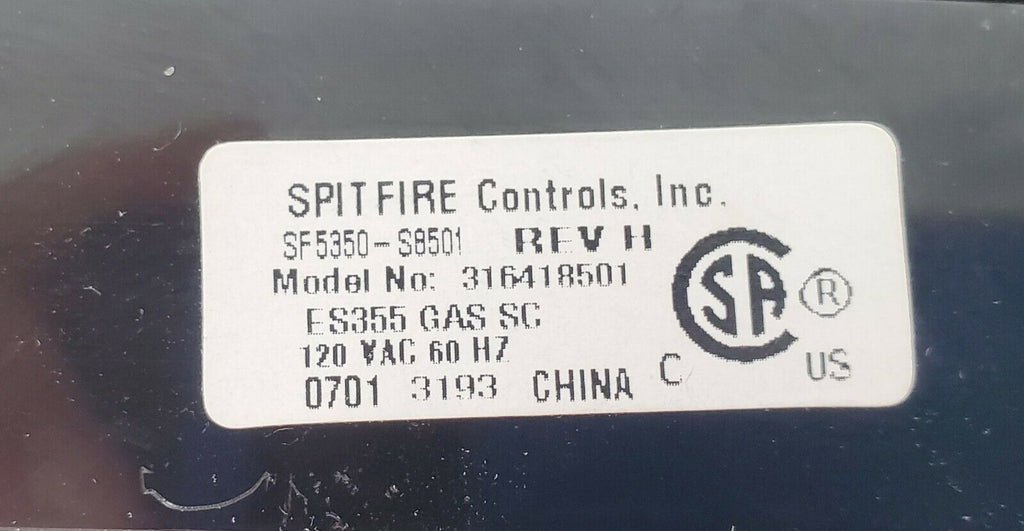 SPITFIRE Controls, Inc.
SF5350-S8501 REV H
Model No: 316418501
ES355 GAS SC
120 VAC 60 HZ
0701 3193 CHINA
CSA ®
C US